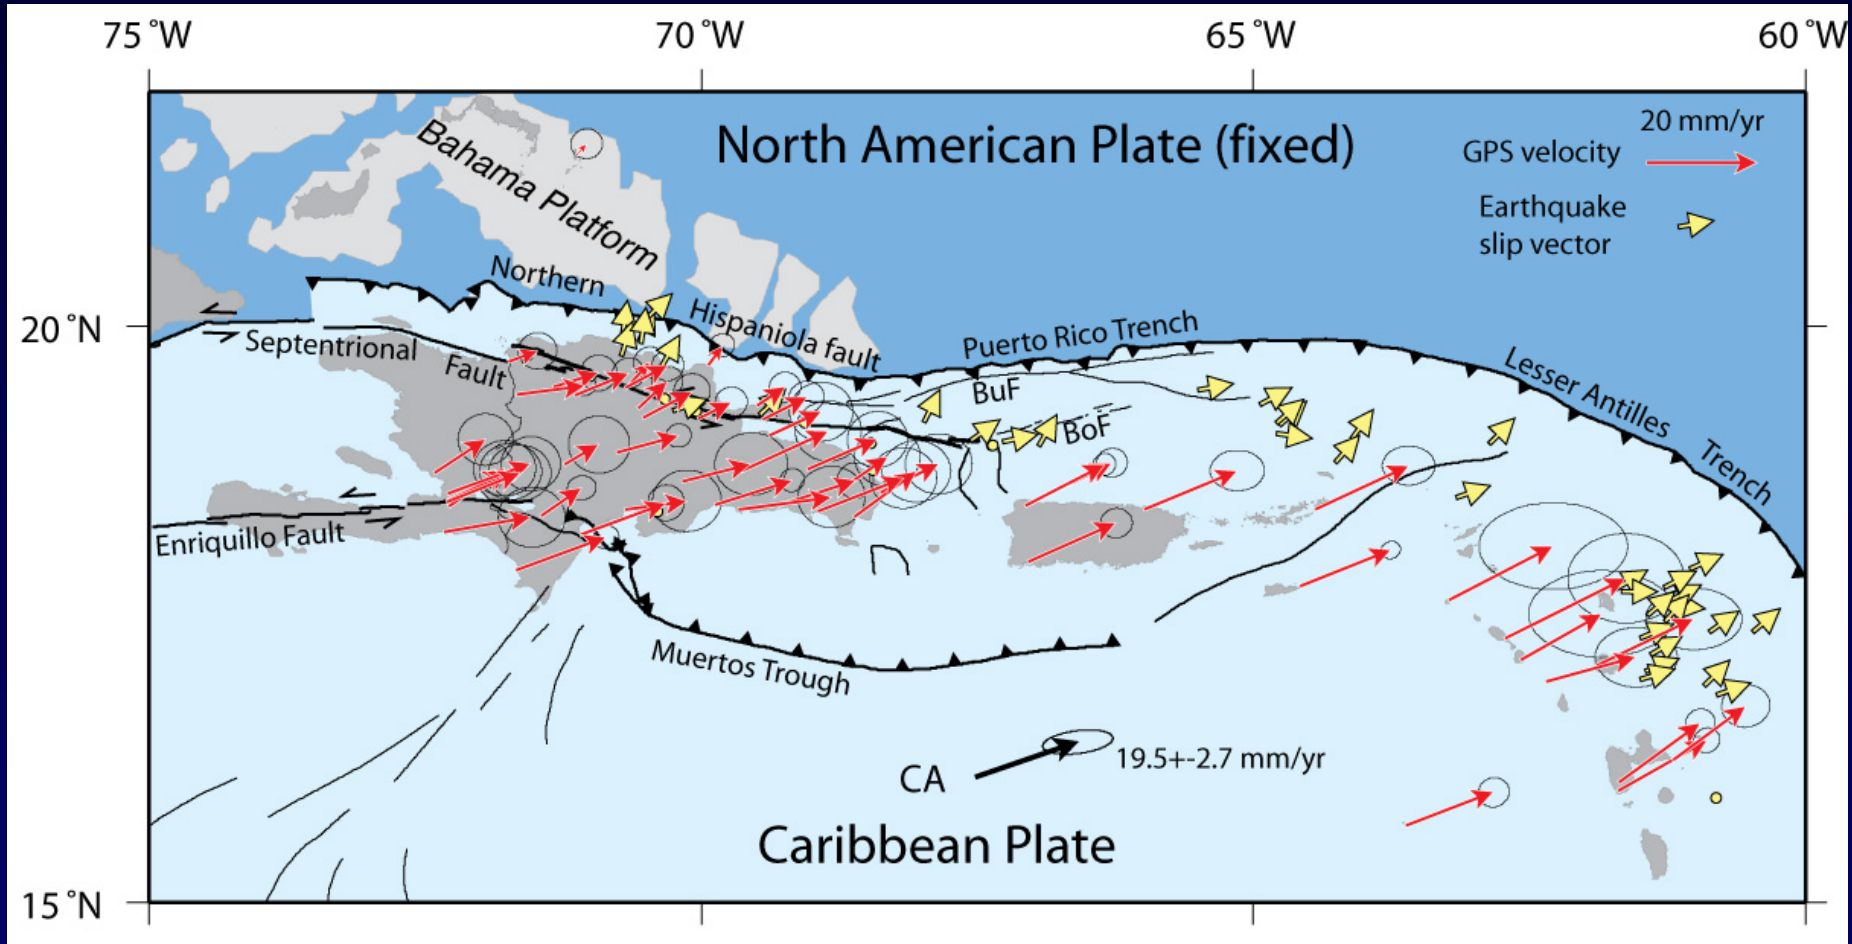 75 °W
70 °W
65 °W
60 °W
20 °N
15 °N
North American Plate (fixed)
20 mm/yr
GPS velocity
Earthquake
slip vector
Bahama Platform
Northern
Hispaniola fault
Puerto Rico Trench
Lesser Antilles
Trench
Septentrional
Fault
BuF
BoF
Enriquillo Fault
Muertos Trough
CA
19.5+-2.7 mm/yr
Caribbean Plate